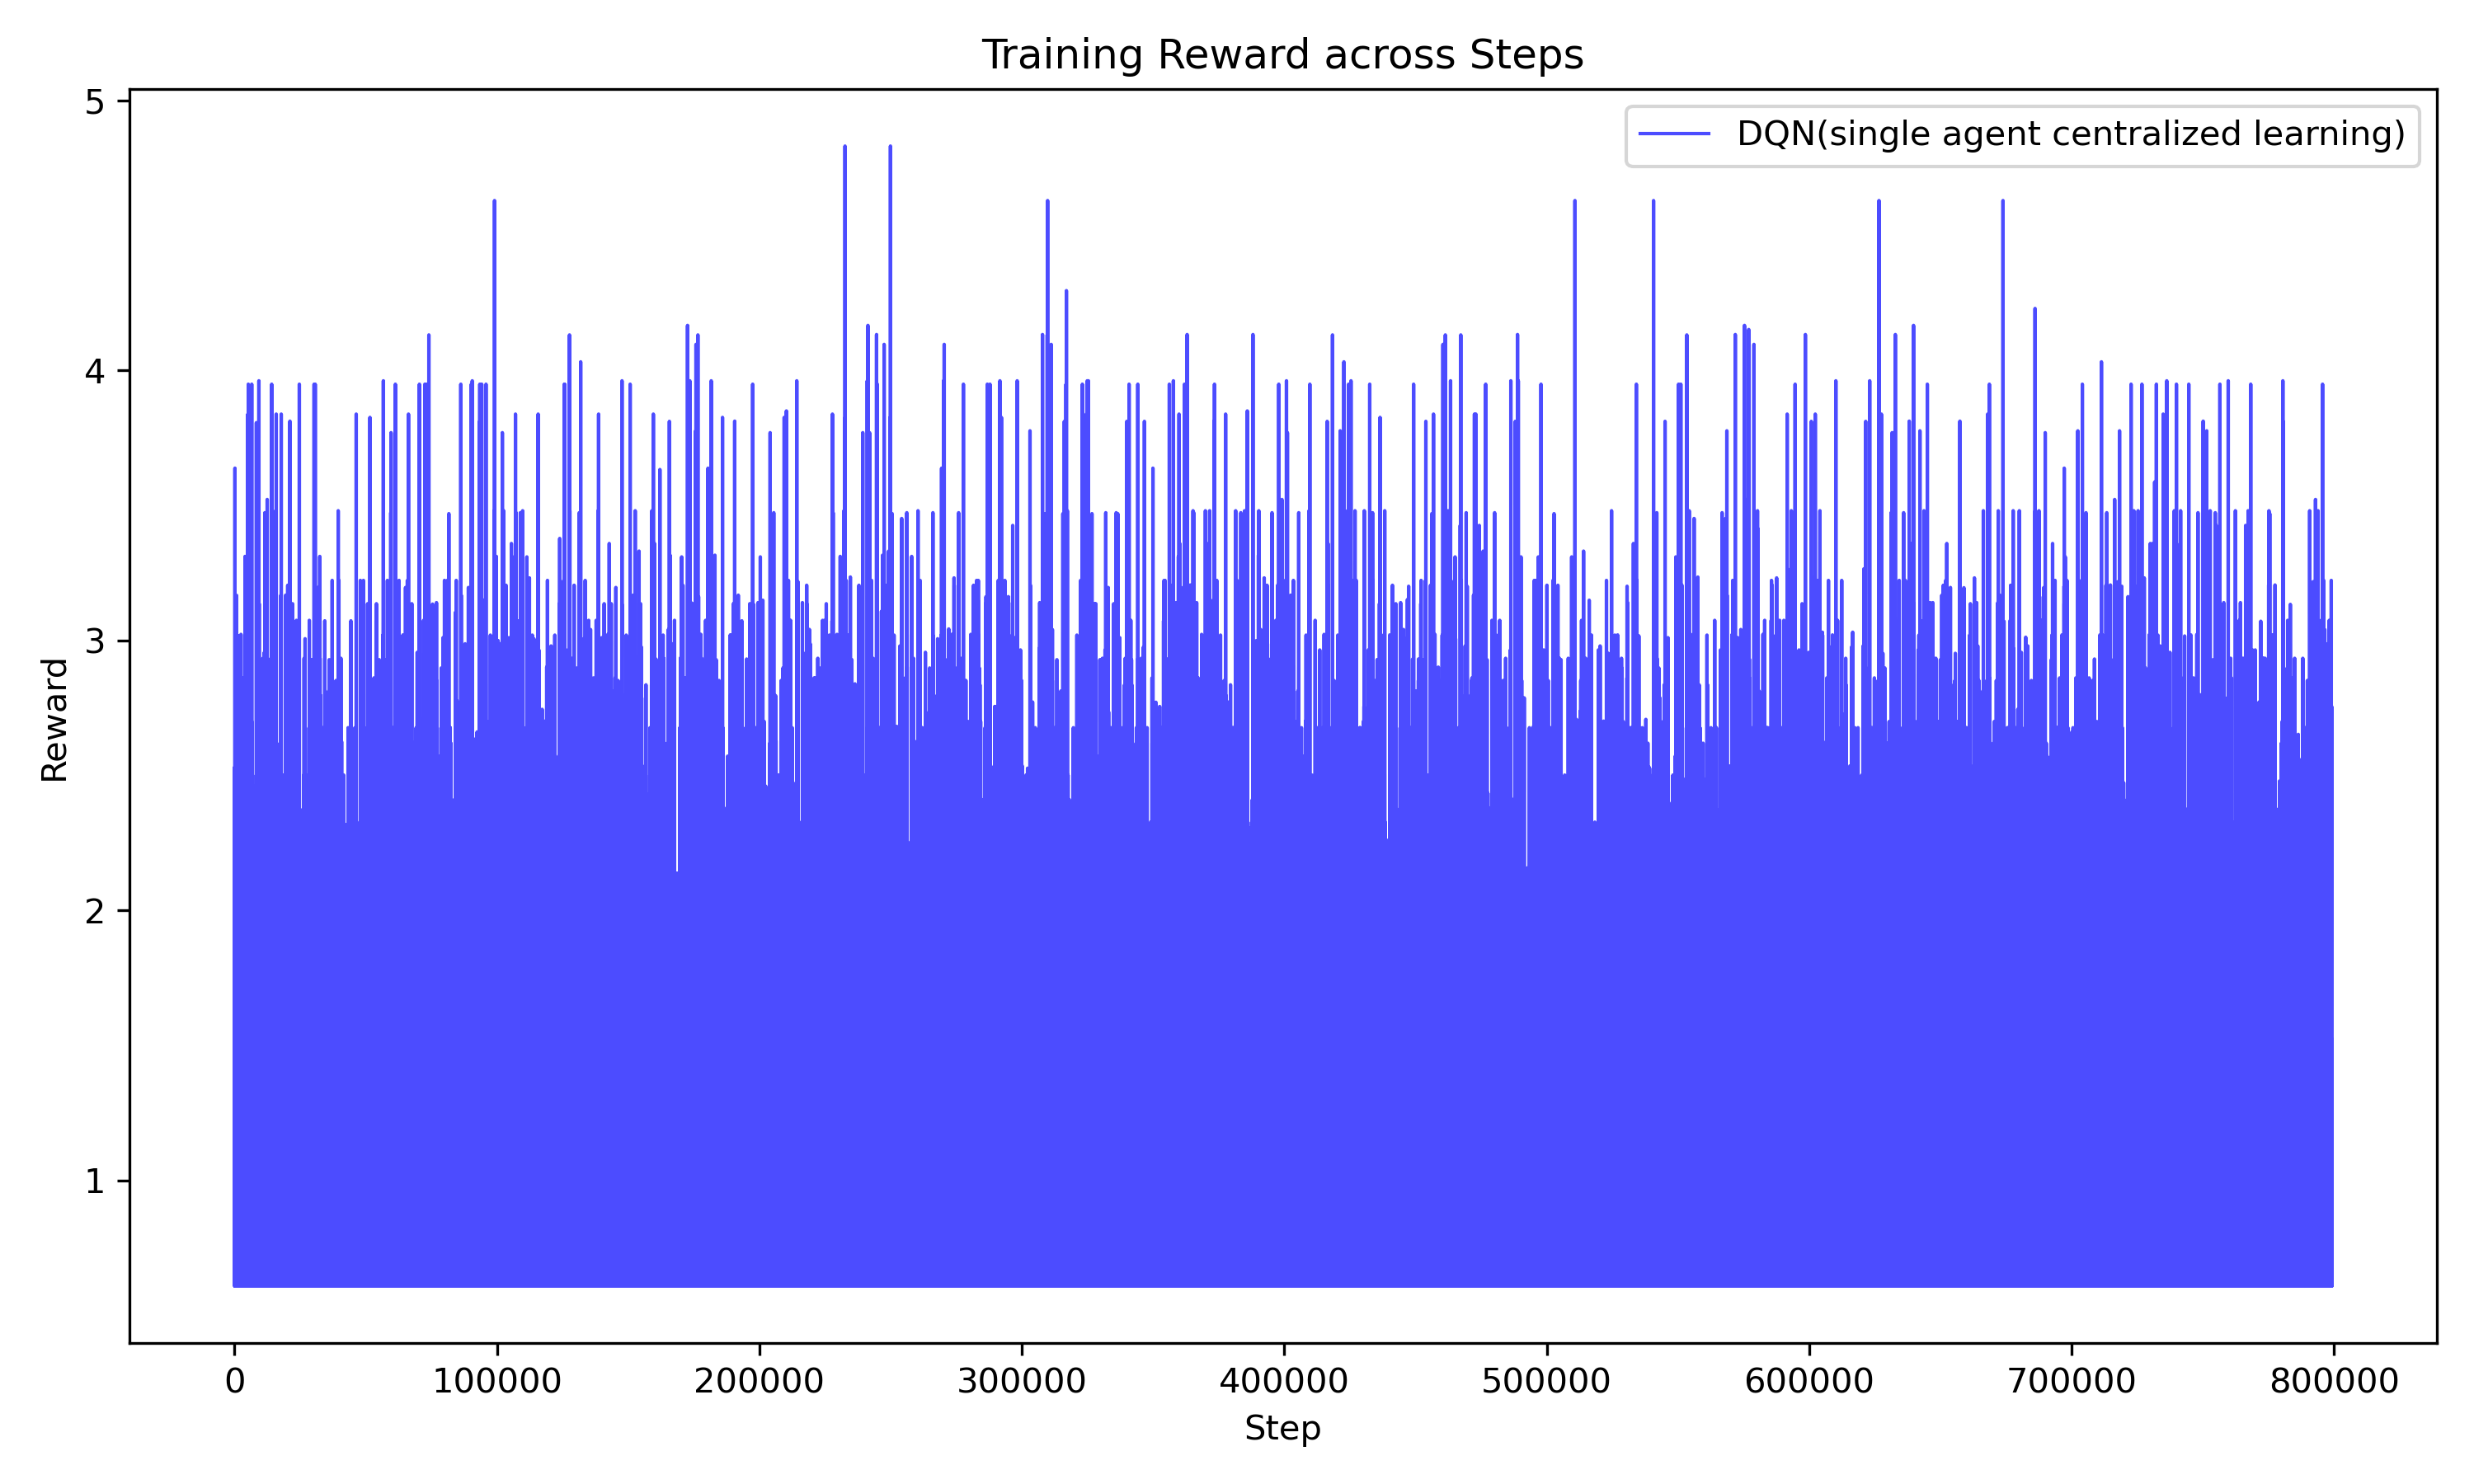 Training Reward across Steps
DQN(single agent centralized learning)
5
4
3
2
1
Reward
0 100000 200000 300000 400000 500000 600000 700000 800000
Step